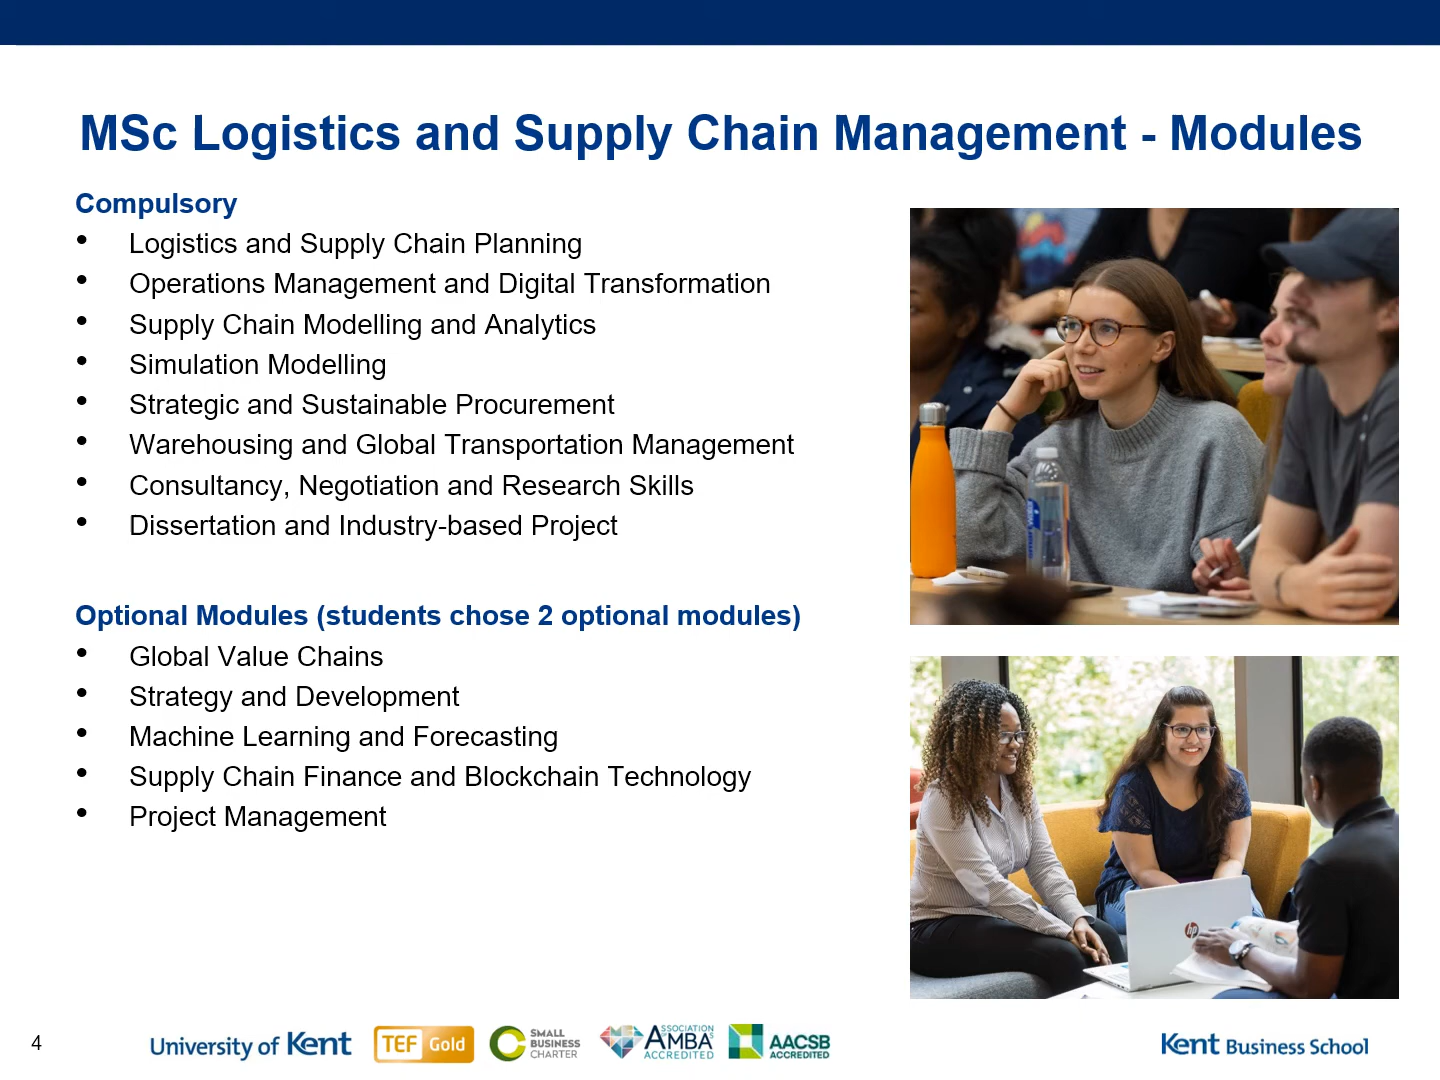 MSc Logistics and Supply Chain Management - Modules
Compulsory
• Logistics and Supply Chain Planning
• Operations Management and Digital Transformation
• Supply Chain Modelling and Analytics
• Simulation Modelling
• Strategic and Sustainable Procurement
• Warehousing and Global Transportation Management
• Consultancy, Negotiation and Research Skills
• Dissertation and Industry-based Project
Optional Modules (students chose 2 optional modules)
• Global Value Chains
• Strategy and Development
• Machine Learning and Forecasting
• Supply Chain Finance and Blockchain Technology
• Project Management
hp
4
University of Kent
TEF Gold
SMALL
BUSINESS
CHARTER
ASSOCIATION
AMBA
ACCREDITED
AACSB
ACCREDITED
Kent Business School